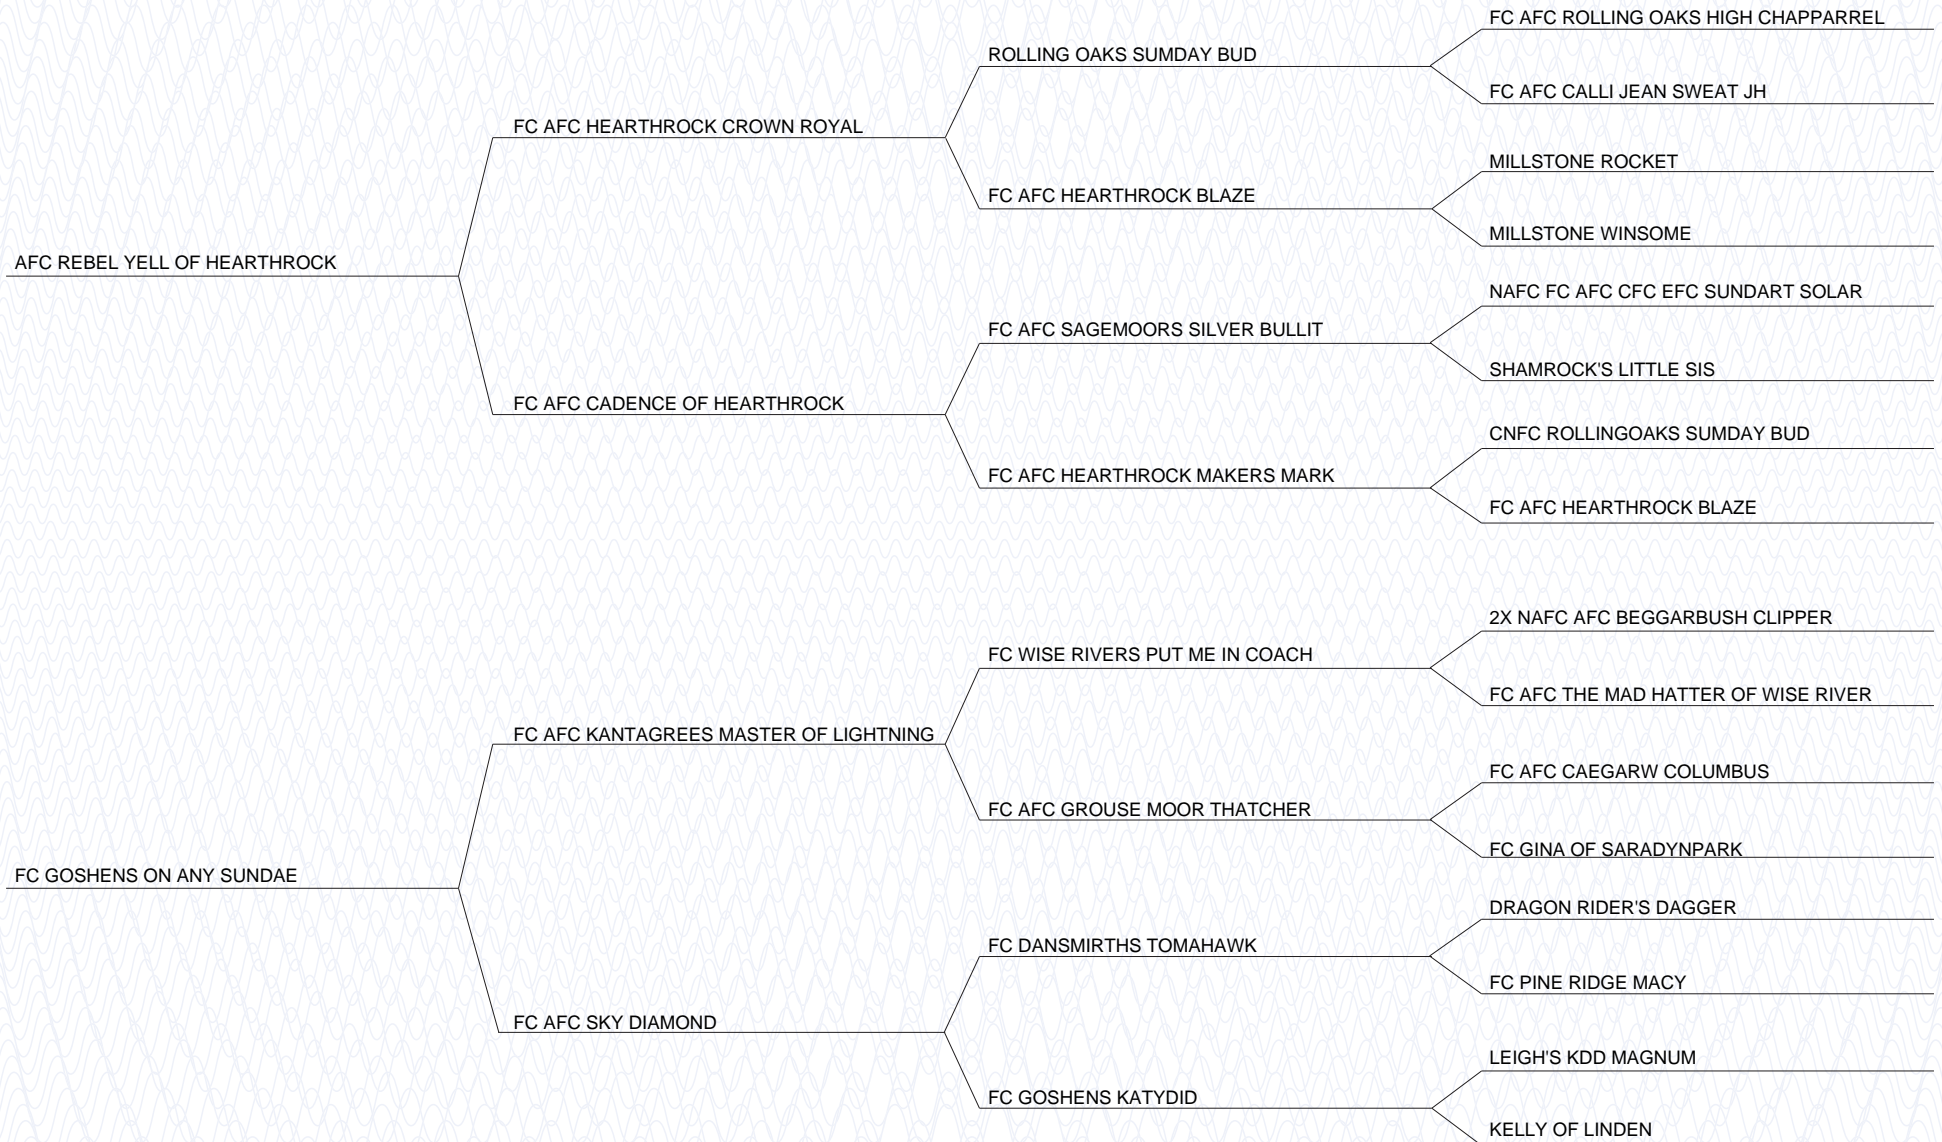 FC AFC ROLLING OAKS HIGH CHAPPARREL
ROLLING OAKS SUMDAY BUD
FC AFC CALLI JEAN SWEAT JH
FC AFC HEARTHROCK CROWN ROYAL
MILLSTONE ROCKET
FC AFC HEARTHROCK BLAZE
MILLSTONE WINSOME
AFC REBEL YELL OF HEARTHROCK
NAFC FC AFC CFC EFC SUNDART SOLAR
FC AFC SAGEMOORS SILVER BULLIT
SHAMROCK'S LITTLE SIS
FC AFC CADENCE OF HEARTHROCK
CNFC ROLLINGOAKS SUMDAY BUD
FC AFC HEARTHROCK MAKERS MARK
FC AFC HEARTHROCK BLAZE
2X NAFC AFC BEGGARBUSH CLIPPER
FC WISE RIVERS PUT ME IN COACH
FC AFC THE MAD HATTER OF WISE RIVER
FC AFC KANTAGREES MASTER OF LIGHTNING
FC AFC CAEGARW COLUMBUS
FC AFC GROUSE MOOR THATCHER
FC GINA OF SARADYNPARK
FC GOSHENS ON ANY SUNDAE
DRAGON RIDER'S DAGGER
FC DANSMIRTHS TOMAHAWK
FC PINE RIDGE MACY
FC AFC SKY DIAMOND
LEIGH'S KDD MAGNUM
FC GOSHENS KATYDID
KELLY OF LINDEN